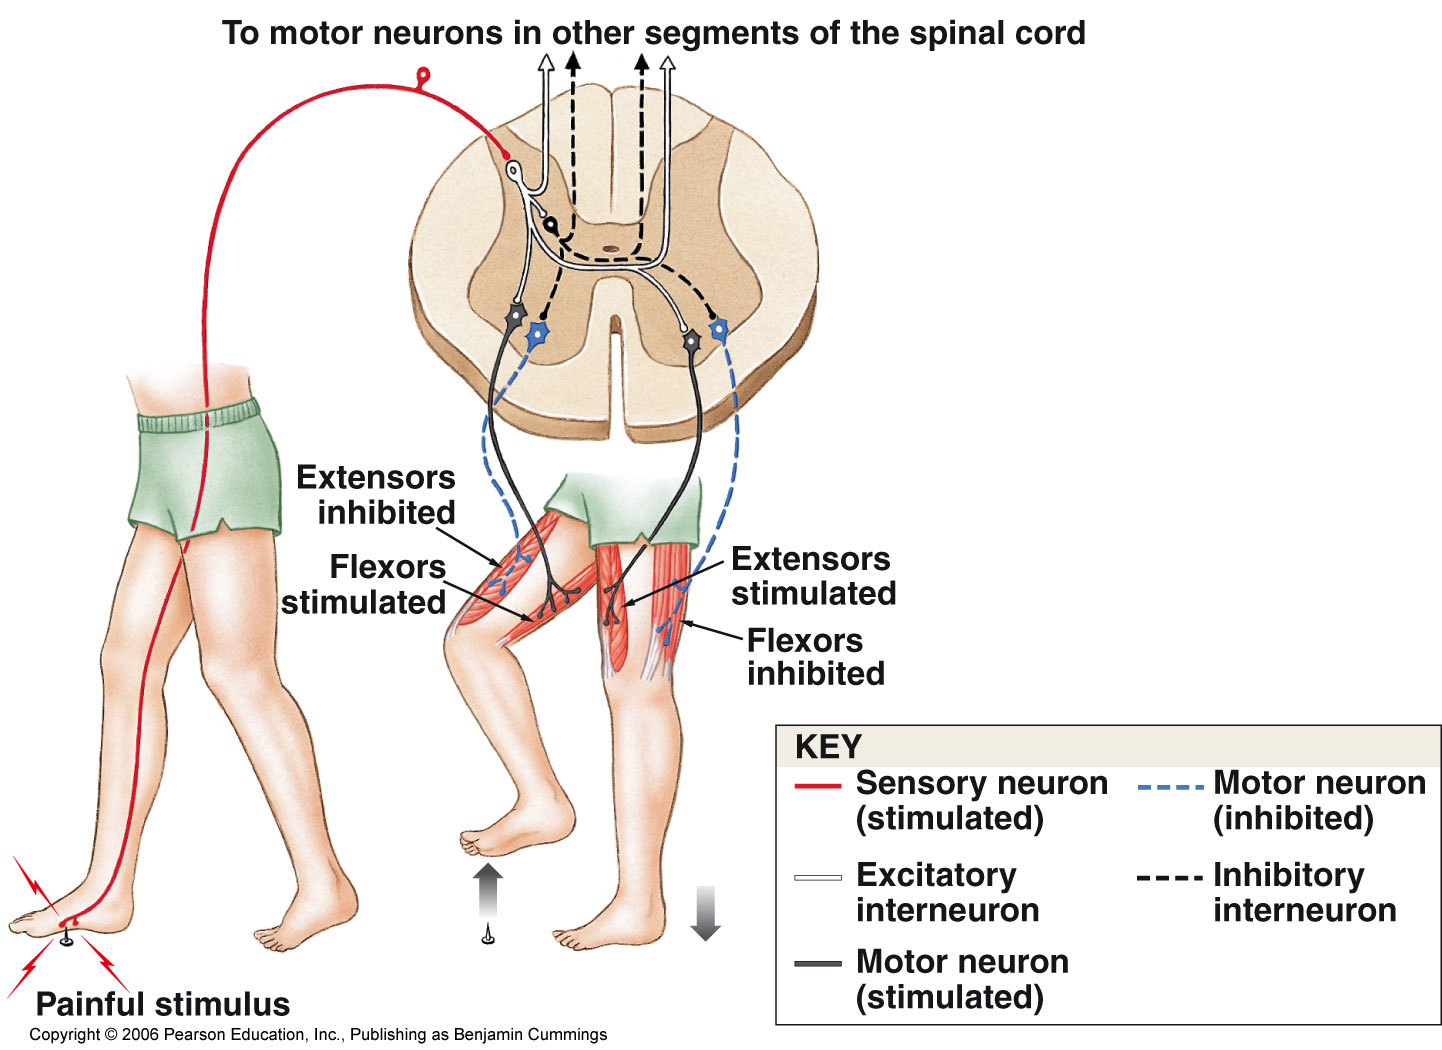 To motor neurons in other segments of the spinal cord
Extensors
inhibited
Flexors
stimulated
Extensors
stimulated
Flexors
inhibited
KEY
Sensory neuron
(stimulated)
Motor neuron
(inhibited)
Excitatory
interneuron
Inhibitory
interneuron
Motor neuron
(stimulated)
Painful stimulus
Copyright © 2006 Pearson Education, Inc., Publishing as Benjamin Cummings